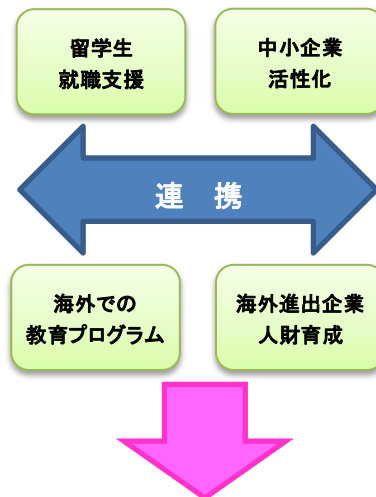 留学生
就職支援
中小企業
活性化
連 携
海外での
教育プログラム
海外進出企業
人財育成